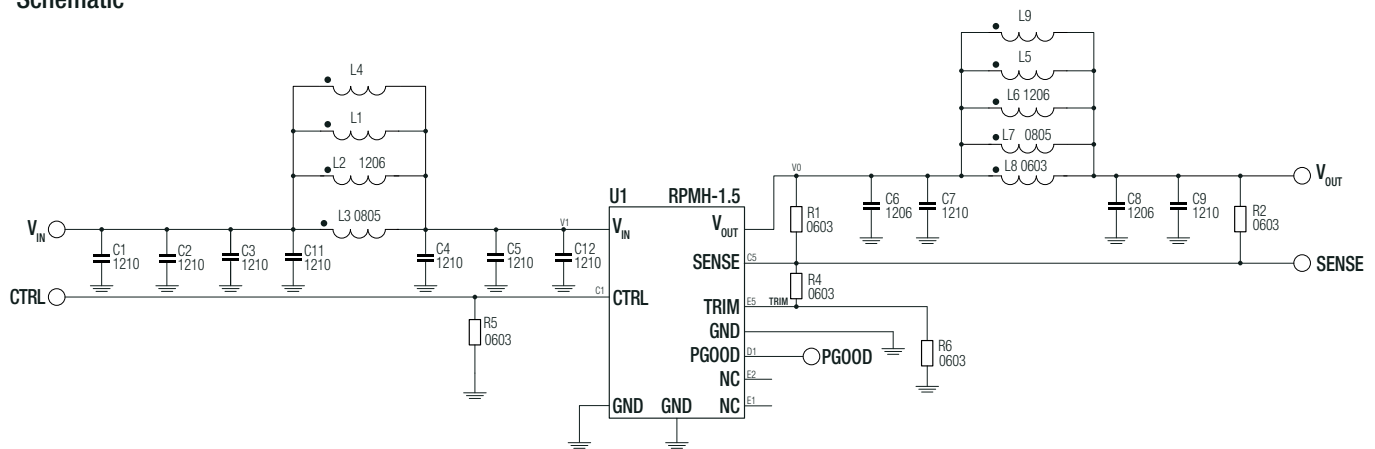 Schematic
L9
L5
L6 1206
L7 0805
L8 0603
L4
L1
L2 1206
L3 0805
V0
VOUT
C6
1206
C7
1210
C8
1206
C9
1210
R1
0603
R2
0603
U1 RPMH-1.5
VIN
C1
1210
C2
1210
C3
1210
C11
1210
C4
1210
C5
1210
V1
C12
1210
VIN
VOUT
SENSE
C5
SENSE
R4
0603
CTRL
C1
CTRL
TRIM
E5
TRIM
GND
R5
0603
PGOOD
D1
PGOOD
R6
0603
NC
E2
GND
GND
NC
E1